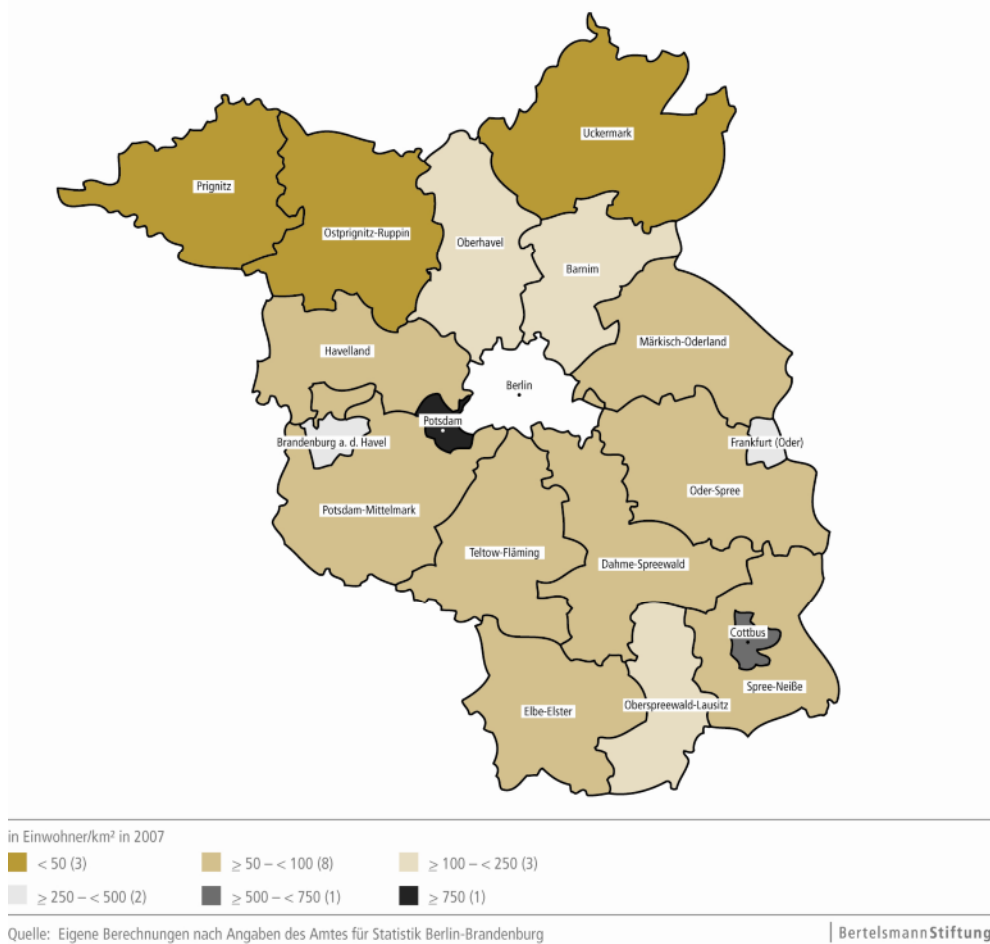 Uckermark
Prignitz
Ostprignitz-Ruppin
Oberhavel
Barnim
Märkisch-Oderland
Havelland
Berlin
Potsdam
Brandenburg a. d. Havel
Frankfurt (Oder)
Oder-Spree
Potsdam-Mittelmark
Teltow-Fläming
Dahme-Spreewald
Cottbus
Spree-Neiße
Oberspreewald-Lausitz
Elbe-Elster
in Einwohner/km² in 2007
< 50 (3)
≥ 50 – < 100 (8)
≥ 100 – < 250 (3)
≥ 250 – < 500 (2)
≥ 500 – < 750 (1)
≥ 750 (1)
Quelle: Eigene Berechnungen nach Angaben des Amtes für Statistik Berlin-Brandenburg
BertelsmannStiftung